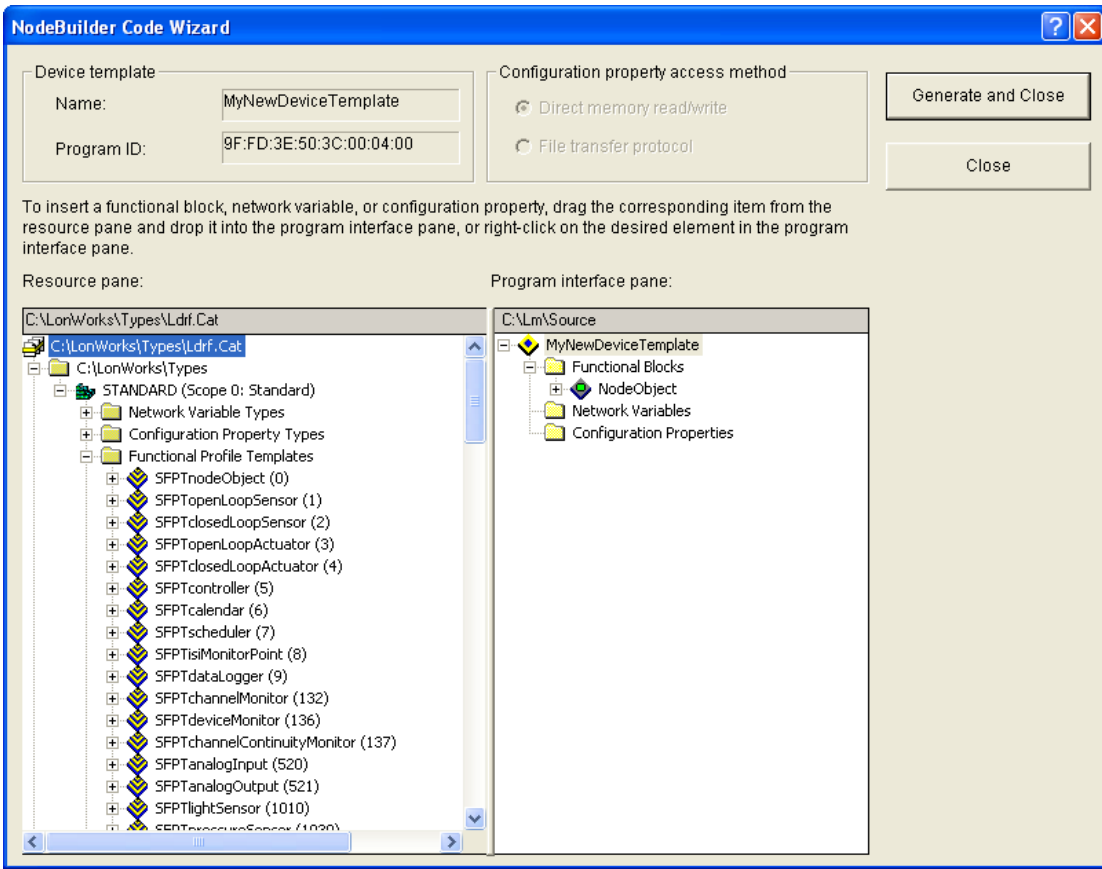 NodeBuilder Code Wizard
Device template
Name:
MyNewDeviceTemplate
Program ID:
9F:FD:3E:50:3C:00:04:00
Configuration property access method
Direct memory read/write
File transfer protocol
Generate and Close
Close
To insert a functional block, network variable, or configuration property, drag the corresponding item from the
resource pane and drop it into the program interface pane, or right-click on the desired element in the program
interface pane.
Resource pane:
C:\LonWorks\Types\Ldrf.Cat
C:\LonWorks\Types\Ldrf.Cat
C:\LonWorks\Types
STANDARD (Scope 0: Standard)
Network Variable Types
Configuration Property Types
Functional Profile Templates
SFPTnodeObject (0)
SFPTopenLoopSensor (1)
SFPTclosedLoopSensor (2)
SFPTopenLoopActuator (3)
SFPTclosedLoopActuator (4)
SFPTcontroller (5)
SFPTcalendar (6)
SFPTscheduler (7)
SFPTisiMonitorPoint (8)
SFPTdataLogger (9)
SFPTchannelMonitor (132)
SFPTdeviceMonitor (136)
SFPTchannelContinuityMonitor (137)
SFPTanalogInput (520)
SFPTanalogOutput (521)
SFPTlightSensor (1010)
SFPTpressureSensor (1030)
Program interface pane:
C:\Lm\Source
MyNewDeviceTemplate
Functional Blocks
NodeObject
Network Variables
Configuration Properties